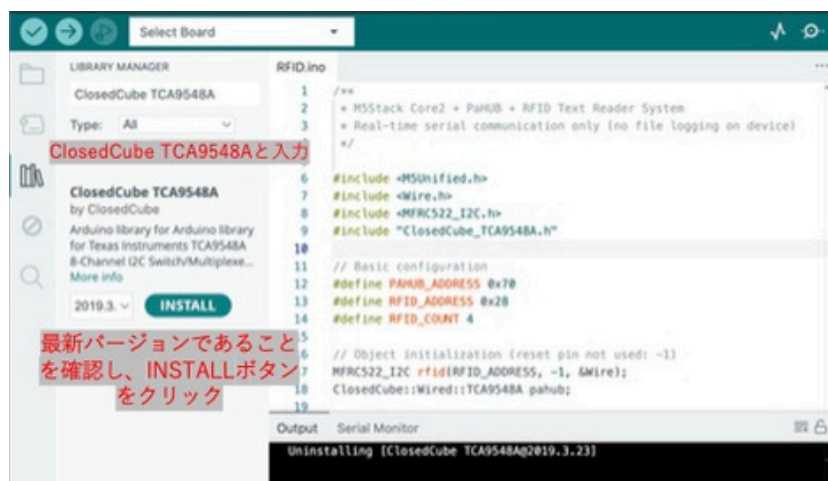 Select Board
LIBRARY MANAGER
ClosedCube TCA9548A
Type: All
ClosedCube TCA9548Aと入力
ClosedCube TCA9548A
by ClosedCube
Arduino library for Arduino library
for Texas Instruments TCA9548A
8-Channel I2C Switch/Multiplexe...
More info
2019.3.
INSTALL
最新バージョンであること
を確認し、INSTALLボタン
をクリック
RFID.ino
1 /**
2 * M5Stack Core2 + PaHUB + RFID Text Reader System
3 * Real-time serial communication only (no file logging on device)
*/
6 #include <M5Unified.h>
7 #include <Wire.h>
8 #include <MFRC522_I2C.h>
9 #include "ClosedCube_TCA9548A.h"
10
11 // Basic configuration
12 #define PAHUB_ADDRESS 0x70
13 #define RFID_ADDRESS 0x28
14 #define RFID_COUNT 4
15
16 // Object initialization (reset pin not used: -1)
17 MFRC522_I2C rfid(RFID_ADDRESS, -1, &Wire);
18 ClosedCube::Wired::TCA9548A pahub;
19
Output Serial Monitor
Uninstalling [ClosedCube TCA9548A@2019.3.23]